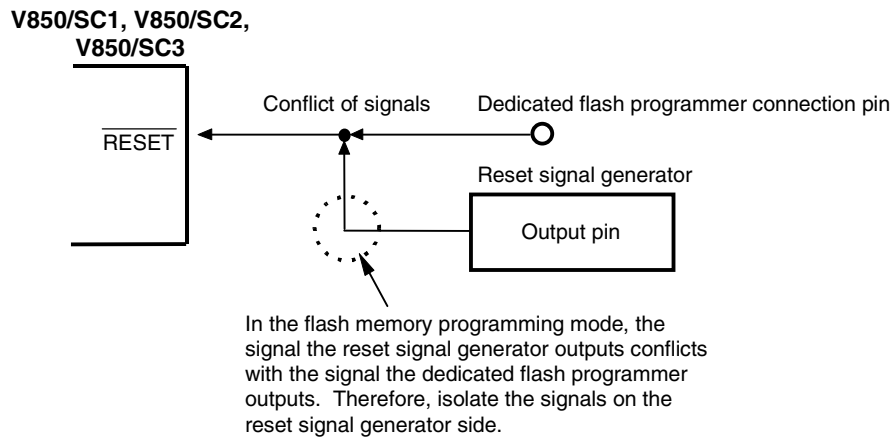 V850/SC1, V850/SC2,
V850/SC3
Conflict of signals
Dedicated flash programmer connection pin
RESET
Reset signal generator
Output pin
In the flash memory programming mode, the
signal the reset signal generator outputs conflicts
with the signal the dedicated flash programmer
outputs. Therefore, isolate the signals on the
reset signal generator side.